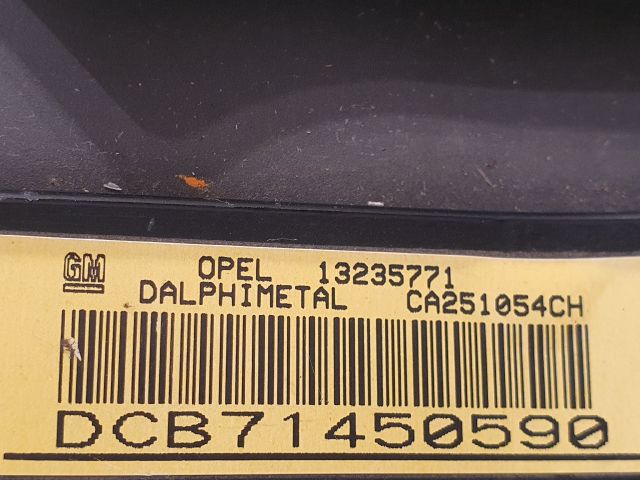 GM OPEL 13235771
DALPHIMETAL CA251054CH
DCB71450590